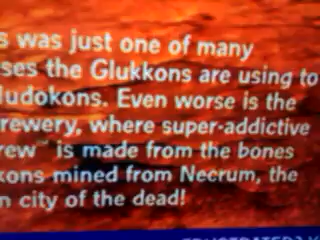 s was just one of many
ses the Glukkons are using to
ludokons. Even worse is the
rewery, where super-addictive
rew™ is made from the bones
kons mined from Necrum, the
n city of the dead!